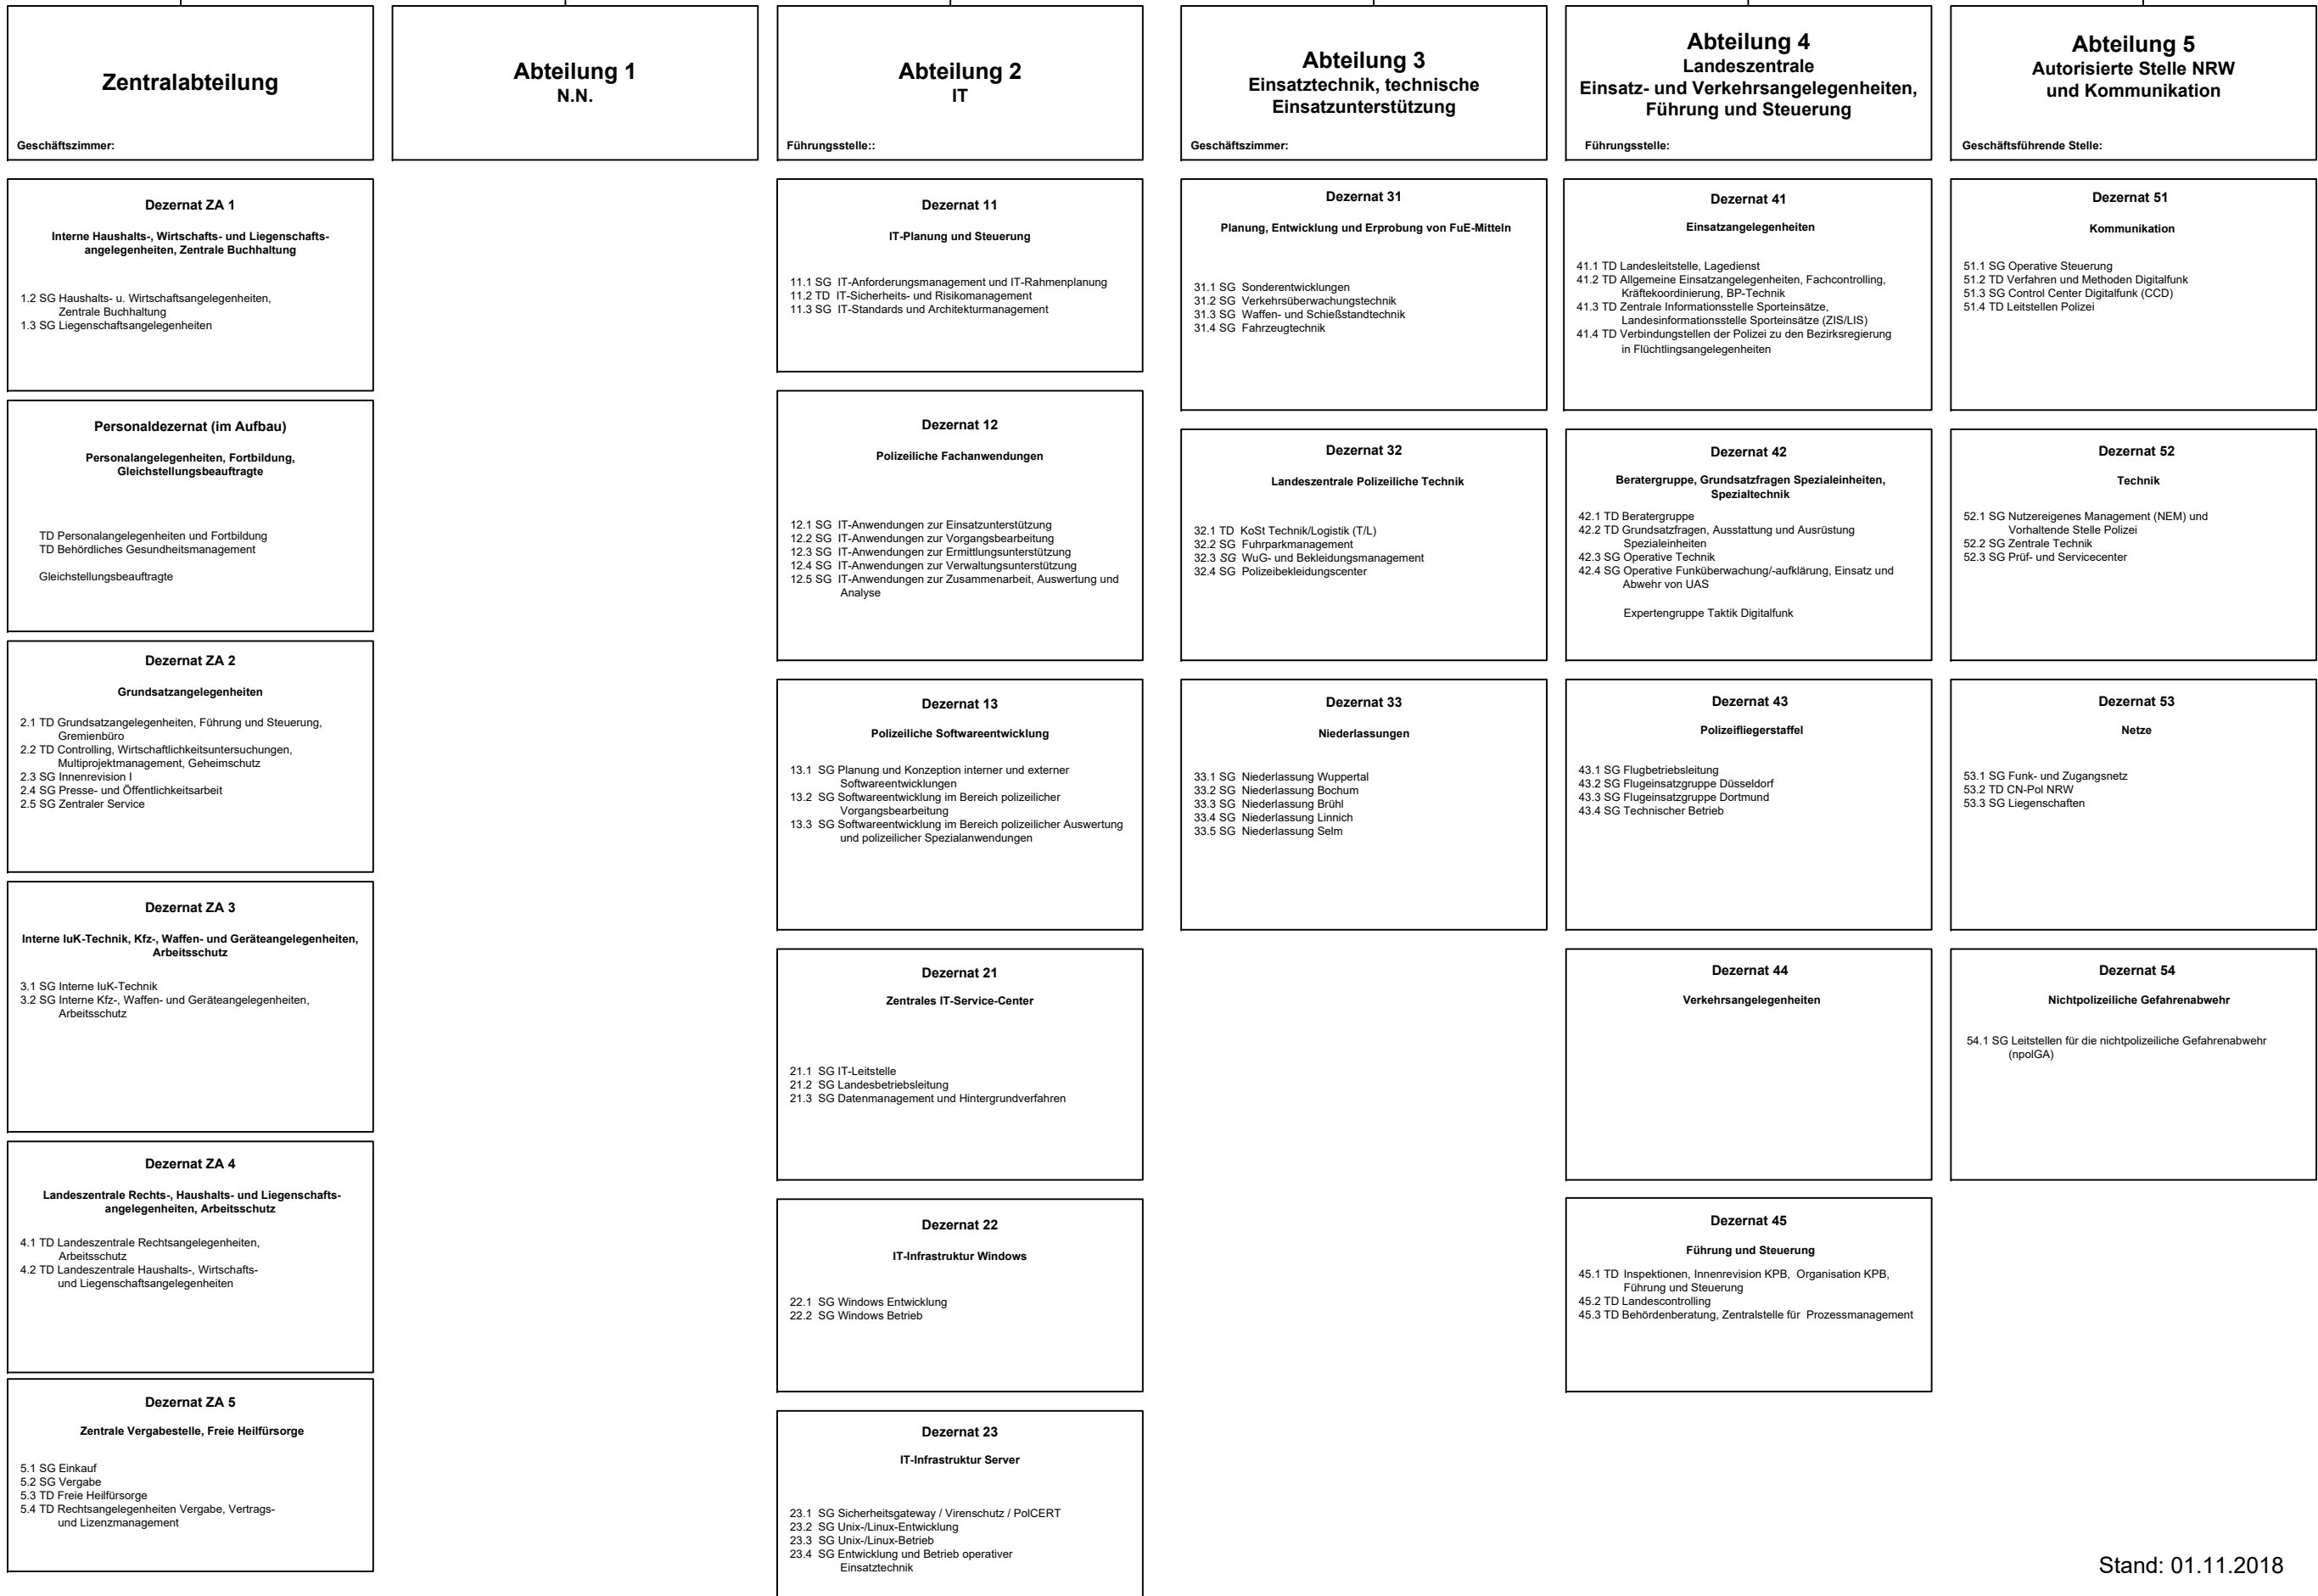 Zentralabteilung
Geschäftszimmer:
Abteilung 1
N.N.
Abteilung 2
IT
Führungsstelle::
Abteilung 3
Einsatztechnik, technische
Einsatzunterstützung
Geschäftszimmer:
Abteilung 4
Landeszentrale
Einsatz- und Verkehrsangelegenheiten,
Führung und Steuerung
Führungsstelle:
Abteilung 5
Autorisierte Stelle NRW
und Kommunikation
Geschäftsführende Stelle:
Dezernat ZA 1
Interne Haushalts-, Wirtschafts- und Liegenschafts-
angelegenheiten, Zentrale Buchhaltung
1.2 SG Haushalts- u. Wirtschaftsangelegenheiten,
Zentrale Buchhaltung
1.3 SG Liegenschaftsangelegenheiten
Personaldezernat (im Aufbau)
Personalangelegenheiten, Fortbildung,
Gleichstellungsbeauftragte
TD Personalangelegenheiten und Fortbildung
TD Behördliches Gesundheitsmanagement
Gleichstellungsbeauftragte
Dezernat ZA 2
Grundsatzangelegenheiten
2.1 TD Grundsatzangelegenheiten, Führung und Steuerung,
Gremienbüro
2.2 TD Controlling, Wirtschaftlichkeitsuntersuchungen,
Multiprojektmanagement, Geheimschutz
2.3 SG Innenrevision I
2.4 SG Presse- und Öffentlichkeitsarbeit
2.5 SG Zentraler Service
Dezernat ZA 3
Interne IuK-Technik, Kfz-, Waffen- und Geräteangelegenheiten,
Arbeitsschutz
3.1 SG Interne IuK-Technik
3.2 SG Interne Kfz-, Waffen- und Geräteangelegenheiten,
Arbeitsschutz
Dezernat ZA 4
Landeszentrale Rechts-, Haushalts- und Liegenschafts-
angelegenheiten, Arbeitsschutz
4.1 TD Landeszentrale Rechtsangelegenheiten,
Arbeitsschutz
4.2 TD Landeszentrale Haushalts-, Wirtschafts-
und Liegenschaftsangelegenheiten
Dezernat ZA 5
Zentrale Vergabestelle, Freie Heilfürsorge
5.1 SG Einkauf
5.2 SG Vergabe
5.3 TD Freie Heilfürsorge
5.4 TD Rechtsangelegenheiten Vergabe, Vertrags-
und Lizenzmanagement
Dezernat 11
IT-Planung und Steuerung
11.1 SG IT-Anforderungsmanagement und IT-Rahmenplanung
11.2 TD IT-Sicherheits- und Risikomanagement
11.3 SG IT-Standards und Architekturmanagement
Dezernat 12
Polizeiliche Fachanwendungen
12.1 SG IT-Anwendungen zur Einsatzunterstützung
12.2 SG IT-Anwendungen zur Vorgangsbearbeitung
12.3 SG IT-Anwendungen zur Ermittlungsunterstützung
12.4 SG IT-Anwendungen zur Verwaltungsunterstützung
12.5 SG IT-Anwendungen zur Zusammenarbeit, Auswertung und
Analyse
Dezernat 13
Polizeiliche Softwareentwicklung
13.1 SG Planung und Konzeption interner und externer
Softwareentwicklungen
13.2 SG Softwareentwicklung im Bereich polizeilicher
Vorgangsbearbeitung
13.3 SG Softwareentwicklung im Bereich polizeilicher Auswertung
und polizeilicher Spezialanwendungen
Dezernat 21
Zentrales IT-Service-Center
21.1 SG IT-Leitstelle
21.2 SG Landesbetriebsleitung
21.3 SG Datenmanagement und Hintergrundverfahren
Dezernat 22
IT-Infrastruktur Windows
22.1 SG Windows Entwicklung
22.2 SG Windows Betrieb
Dezernat 23
IT-Infrastruktur Server
23.1 SG Sicherheitsgateway / Virenschutz / PolCERT
23.2 SG Unix-/Linux-Entwicklung
23.3 SG Unix-/Linux-Betrieb
23.4 SG Entwicklung und Betrieb operativer
Einsatztechnik
Dezernat 31
Planung, Entwicklung und Erprobung von FuE-Mitteln
31.1 SG Sonderentwicklungen
31.2 SG Verkehrsüberwachungstechnik
31.3 SG Waffen- und Schießstandtechnik
31.4 SG Fahrzeugtechnik
Dezernat 32
Landeszentrale Polizeiliche Technik
32.1 TD KoSt Technik/Logistik (T/L)
32.2 SG Fuhrparkmanagement
32.3 SG WuG- und Bekleidungsmanagement
32.4 SG Polizeibekleidungscenter
Dezernat 33
Niederlassungen
33.1 SG Niederlassung Wuppertal
33.2 SG Niederlassung Bochum
33.3 SG Niederlassung Brühl
33.4 SG Niederlassung Linnich
33.5 SG Niederlassung Selm
Dezernat 41
Einsatzangelegenheiten
41.1 TD Landesleitstelle, Lagedienst
41.2 TD Allgemeine Einsatzangelegenheiten, Fachcontrolling,
Kräftekoordinierung, BP-Technik
41.3 TD Zentrale Informationsstelle Sporteinsätze,
Landesinformationsstelle Sporteinsätze (ZIS/LIS)
41.4 TD Verbindungstellen der Polizei zu den Bezirksregierung
in Flüchtlingsangelegenheiten
Dezernat 42
Beratergruppe, Grundsatzfragen Spezialeinheiten,
Spezialtechnik
42.1 TD Beratergruppe
42.2 TD Grundsatzfragen, Ausstattung und Ausrüstung
Spezialeinheiten
42.3 SG Operative Technik
42.4 SG Operative Funküberwachung/-aufklärung, Einsatz und
Abwehr von UAS
Expertengruppe Taktik Digitalfunk
Dezernat 43
Polizeifliegerstaffel
43.1 SG Flugbetriebsleitung
43.2 SG Flugeinsatzgruppe Düsseldorf
43.3 SG Flugeinsatzgruppe Dortmund
43.4 SG Technischer Betrieb
Dezernat 44
Verkehrsangelegenheiten
Dezernat 45
Führung und Steuerung
45.1 TD Inspektionen, Innenrevision KPB, Organisation KPB,
Führung und Steuerung
45.2 TD Landescontrolling
45.3 TD Behördenberatung, Zentralstelle für Prozessmanagement
Dezernat 51
Kommunikation
51.1 SG Operative Steuerung
51.2 TD Verfahren und Methoden Digitalfunk
51.3 SG Control Center Digitalfunk (CCD)
51.4 TD Leitstellen Polizei
Dezernat 52
Technik
52.1 SG Nutzereigenes Management (NEM) und
Vorhaltende Stelle Polizei
52.2 SG Zentrale Technik
52.3 SG Prüf- und Servicecenter
Dezernat 53
Netze
53.1 SG Funk- und Zugangsnetz
53.2 TD CN-Pol NRW
53.3 SG Liegenschaften
Dezernat 54
Nichtpolizeiliche Gefahrenabwehr
54.1 SG Leitstellen für die nichtpolizeiliche Gefahrenabwehr
(npolGA)
Stand: 01.11.2018